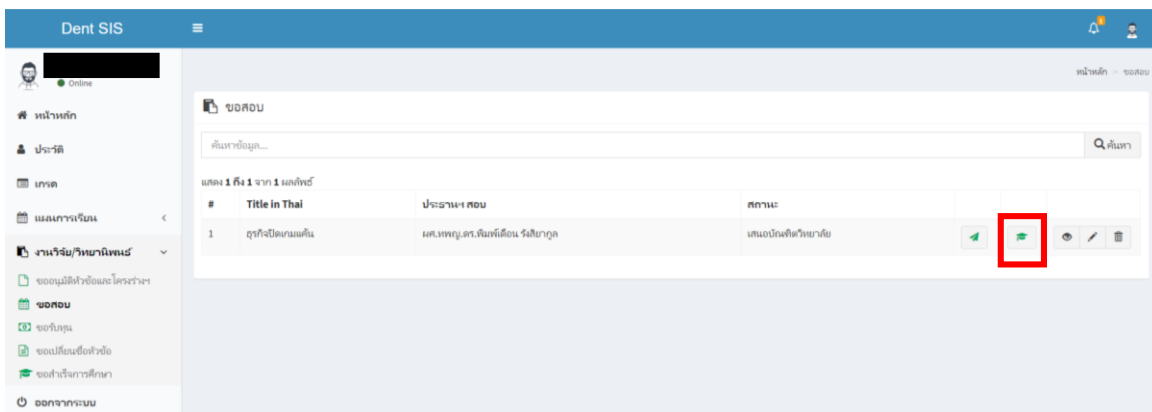 Dent SIS
Online
หน้าหลัก > ขอสอบ
หน้าหลัก
ประวัติ
เกรด
แผนการเรียน
งานวิจัย/วิทยานิพนธ์
ขออนุมัติหัวข้อและโครงร่างฯ
ขอสอบ
ขอรับทุน
ขอเปลี่ยนชื่อหัวข้อ
ขอสำเร็จการศึกษา
ออกจากระบบ
ขอสอบ
ค้นหาข้อมูล... ค้นหา
แสดง 1 ถึง 1 จาก 1 ผลลัพธ์
# Title in Thai ประธานฯ สอบ สถานะ
1 ธุรกิจปิดเกมแค้น ผศ.ทพญ.ดร.พิมพ์เดือน รังสิยากูล เสนอบัณฑิตวิทยาลัย